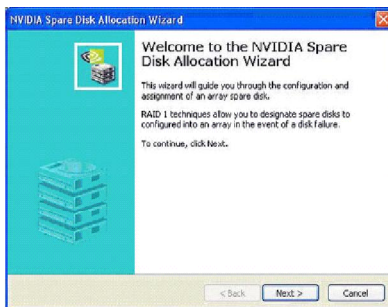 NVIDIA Spare Disk Allocation Wizard
Welcome to the NVIDIA Spare
Disk Allocation Wizard
This wizard will guide you through the configuration and
assignment of an array spare disk.
RAID 1 techniques allow you to designate spare disks to
configured into an array in the event of a disk failure.
To continue, click Next.
< Back
Next >
Cancel